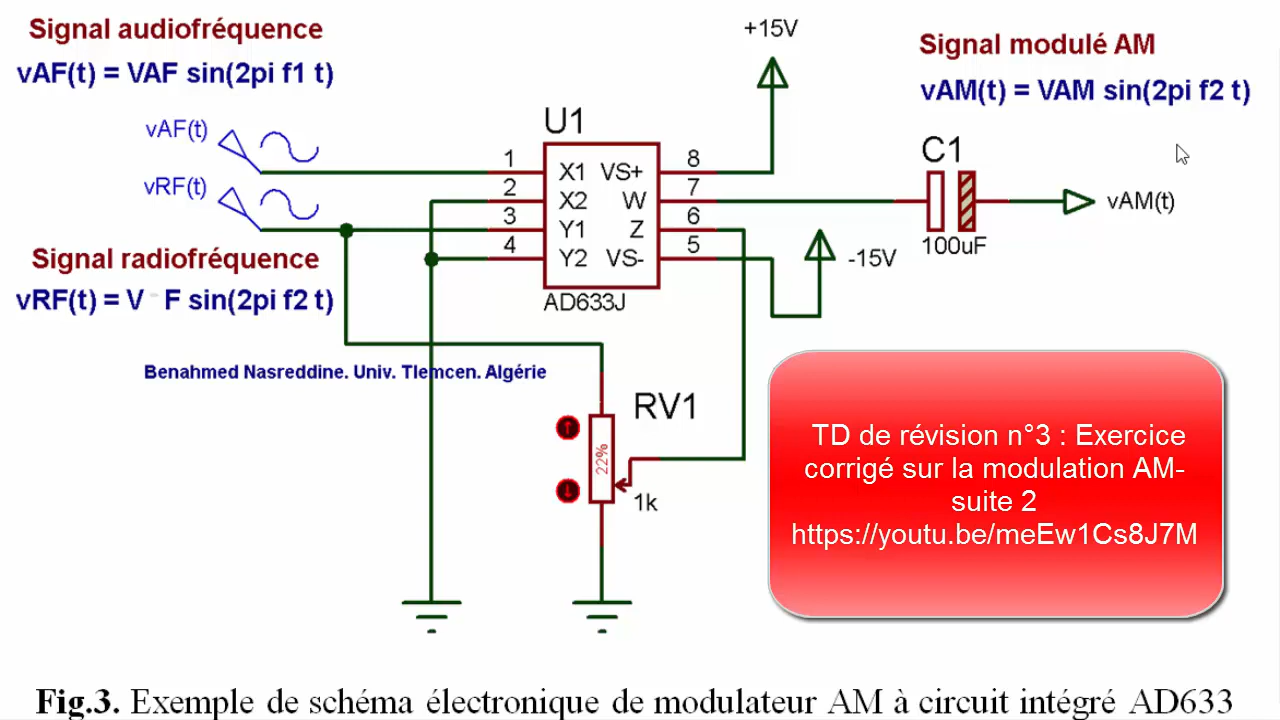 Signal audiofréquence
vAF(t) = VAF sin(2pi f1 t)
+15V
Signal modulé AM
vAM(t) = VAM sin(2pi f2 t)
vAF(t)
vRF(t)
U1
1
2
3
4
X1
X2
Y1
Y2
VS+
W
Z
VS-
8
7
6
5
AD633J
C1
100uF
vAM(t)
-15V
Signal radiofréquence
vRF(t) = V F sin(2pi f2 t)
Benahmed Nasreddine. Univ. Tlemcen. Algérie
RV1
22%
1k
TD de révision n°3 : Exercice
corrigé sur la modulation AM-
suite 2
https://youtu.be/meEw1Cs8J7M
Fig.3. Exemple de schéma électronique de modulateur AM à circuit intégré AD633